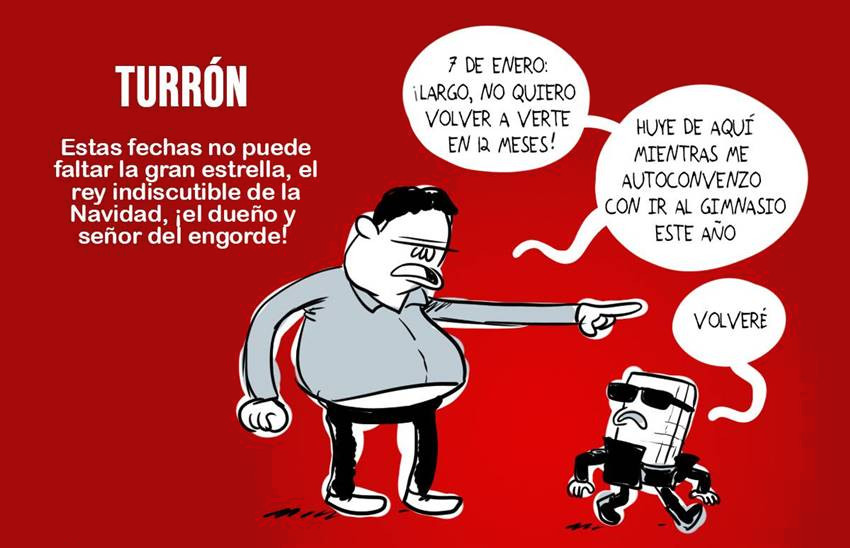 TURRÓN
Estas fechas no puede
faltar la gran estrella, el
rey indiscutible de la
Navidad, ¡el dueño y
señor del engorde!
7 DE ENERO:
¡LARGO, NO QUIERO
VOLVER A VERTE
EN 12 MESES!
HUYE DE AQUÍ
MIENTRAS ME
AUTOCONVENZO
CON IR AL GIMNASIO
ESTE AÑO
VOLVERÉ